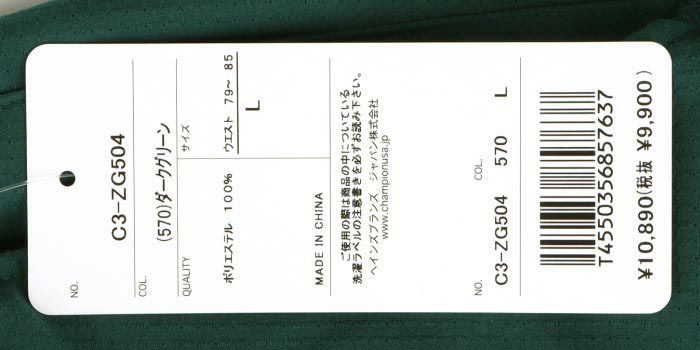 NO. C3-ZG504
COL. (570)ダークグリーン
QUALITY サイズ
ポリエステル 100% ウエスト 79~ 85
L
MADE IN CHINA
ご使用の際は商品の中についている
洗濯ラベルの注意書きを必ずお読み下さい。
ヘインズブランズ ジャパン株式会社
www.championusa.jp
NO. C3-ZG504 COL. 570 L
T4550356857637
¥10,890(税抜 ¥9,900)